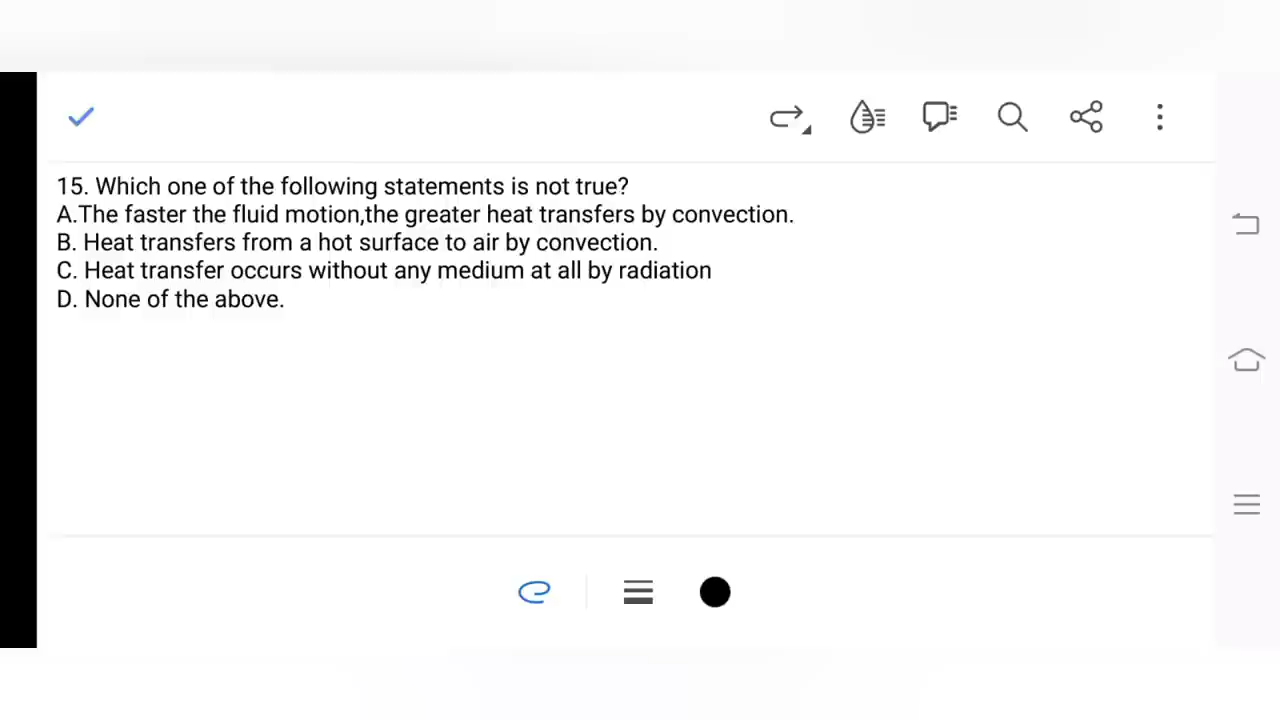 15. Which one of the following statements is not true?
A.The faster the fluid motion,the greater heat transfers by convection.
B. Heat transfers from a hot surface to air by convection.
C. Heat transfer occurs without any medium at all by radiation
D. None of the above.